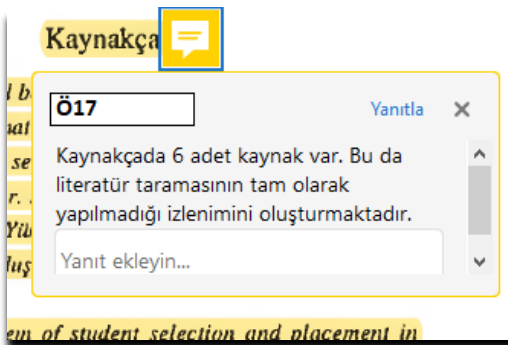 Kaynakça
Ö17
Yanıtla
Kaynakçada 6 adet kaynak var. Bu da
literatür taramasının tam olarak
yapılmadığı izlenimini oluşturmaktadır.
Yanıt ekleyin...
of student selection and placement in